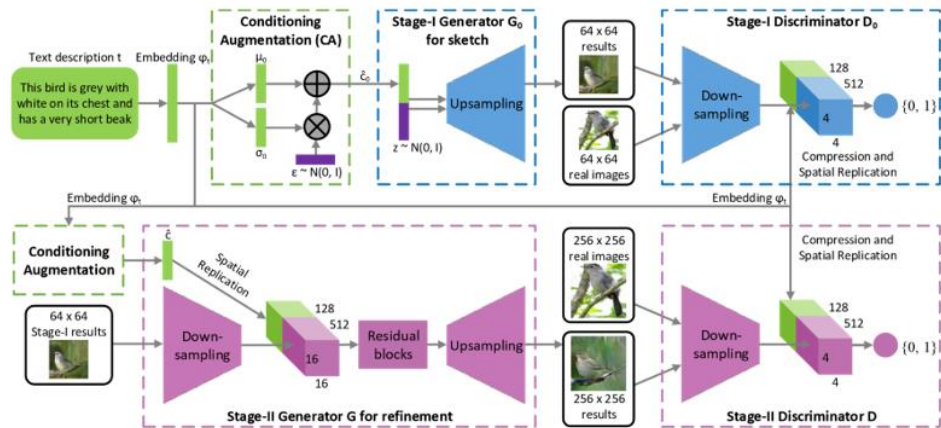 Conditioning
Augmentation (CA)
Stage-I Generator G₀
for sketch
Stage-I Discriminator D₀
Text description t
Embedding φₜ
This bird is grey with
white on its chest and
has a very short beak
μ₀
σ₀
ε ~ N(0, I)
ĉ₀
z ~ N(0, I)
Upsampling
64 x 64
results
64 x 64
real images
Down-
sampling
128
512
4
4
{0, 1}
Compression and
Spatial Replication
Embedding φₜ
Embedding φₜ
Conditioning
Augmentation
ĉ
Spatial
Replication
64 x 64
Stage-I results
Down-
sampling
128
512
16
16
Residual
blocks
Upsampling
Stage-II Generator G for refinement
256 x 256
real images
256 x 256
results
Compression and
Spatial Replication
Down-
sampling
128
512
4
4
{0, 1}
Stage-II Discriminator D